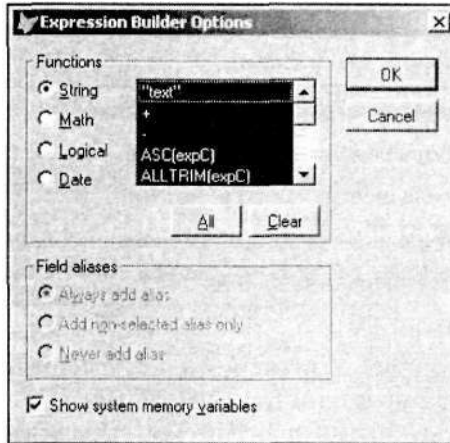 Expression Builder Options
Functions
String
Math
Logical
Date
"text"
+
-
ASC(expC)
ALLTRIM(expC)
All
Clear
OK
Cancel
Field aliases
Always add alias
Add non-selected alias only
Never add alias
Show system memory variables